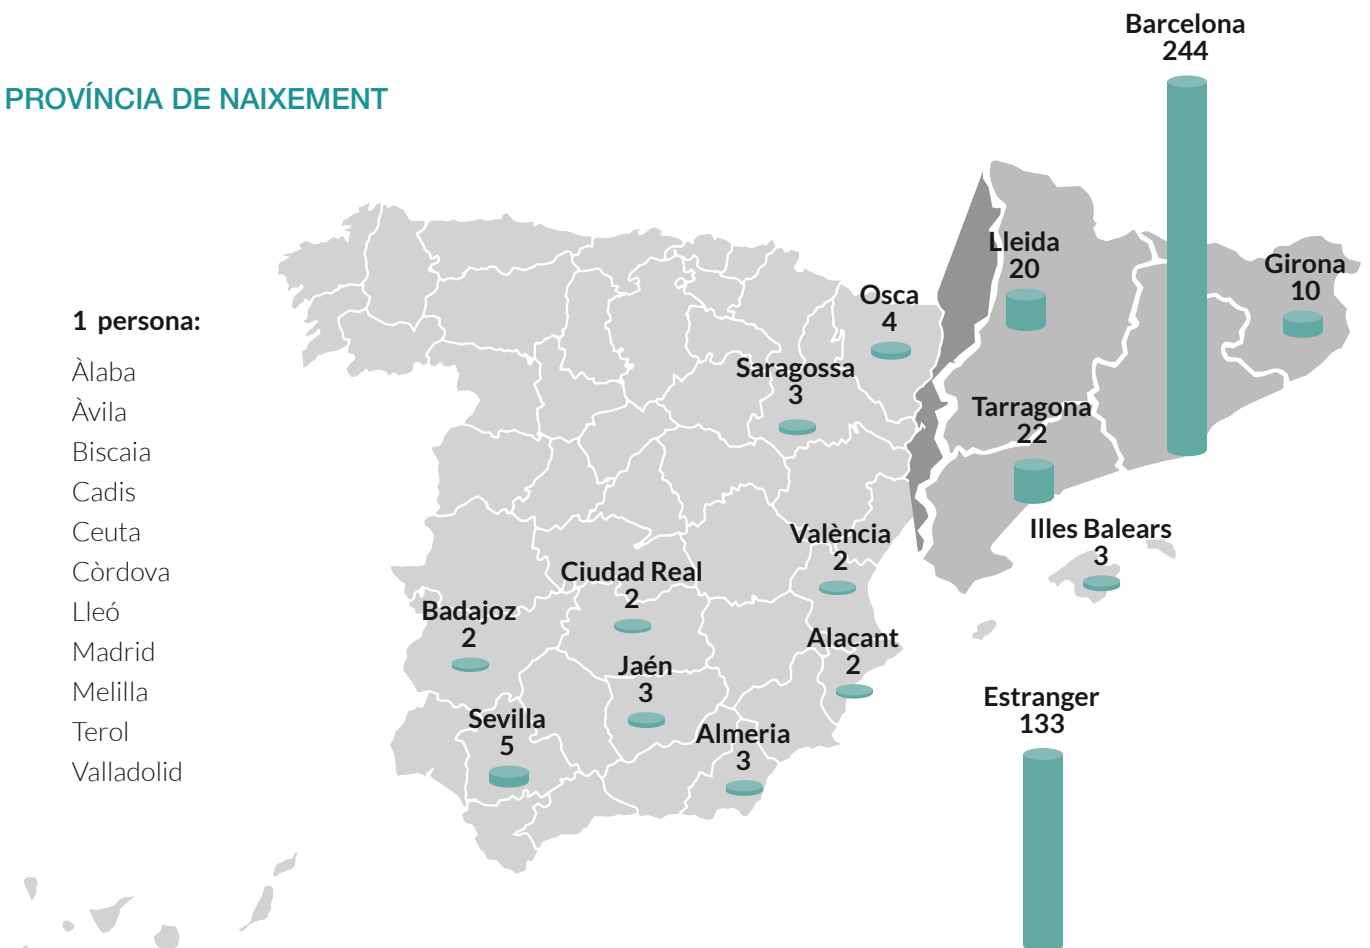 PROVÍNCIA DE NAIXEMENT
1 persona:
Àlaba
Àvila
Biscaia
Cadis
Ceuta
Còrdova
Lleó
Madrid
Melilla
Terol
Valladolid
Barcelona
244
Lleida
20
Girona
10
Osca
4
Saragossa
3
Tarragona
22
Illes Balears
3
València
2
Ciudad Real
2
Badajoz
2
Alacant
2
Jaén
3
Sevilla
5
Almeria
3
Estranger
133